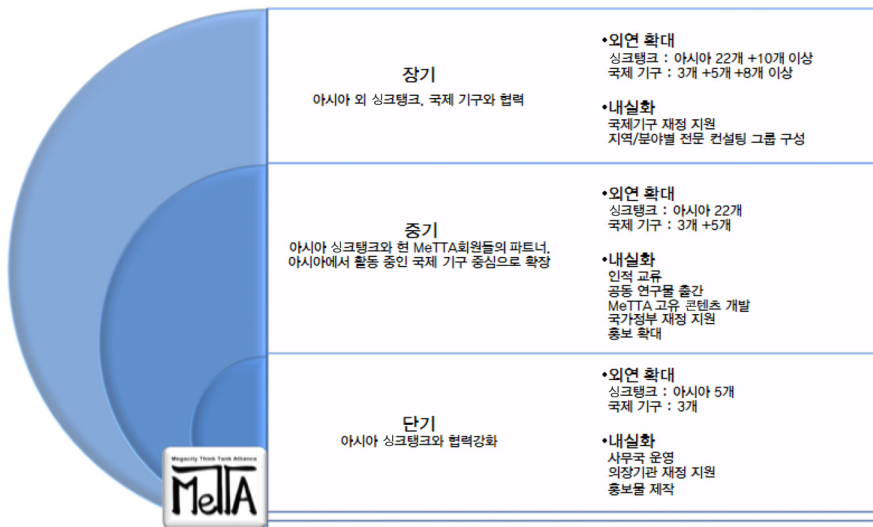 장기
아시아 외 싱크탱크, 국제 기구와 협력
•외연 확대
싱크탱크 : 아시아 22개 +10개 이상
국제 기구 : 3개 +5개 +8개 이상
•내실화
국제기구 재정 지원
지역/분야별 전문 컨설팅 그룹 구성
중기
아시아 싱크탱크와 현 MeTTA회원들의 파트너,
아시아에서 활동 중인 국제 기구 중심으로 확장
•외연 확대
싱크탱크 : 아시아 22개
국제 기구 : 3개 +5개
•내실화
인적 교류
공동 연구물 출간
MeTTA 고유 콘텐츠 개발
국가정부 재정 지원
홍보 확대
단기
아시아 싱크탱크와 협력강화
•외연 확대
싱크탱크 : 아시아 5개
국제 기구 : 3개
•내실화
사무국 운영
의장기관 재정 지원
홍보물 제작
Megacity Think Tank Alliance
MeTTA